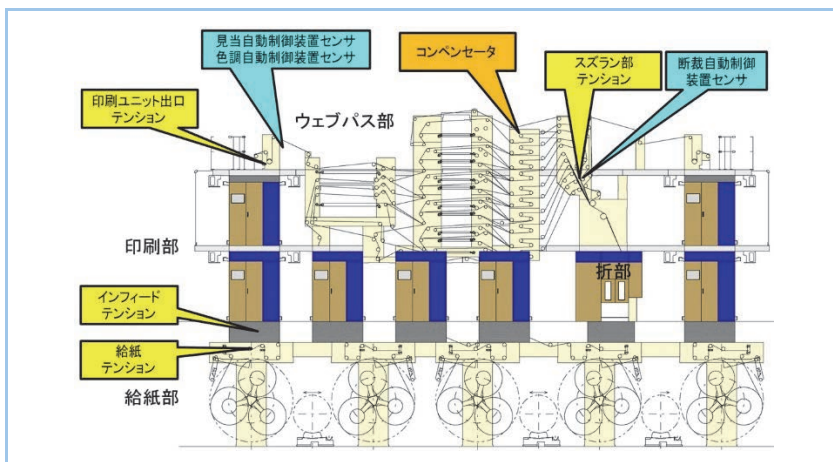 見当自動制御装置センサ
色調自動制御装置センサ
コンペンセータ
スズラン部
テンション
断裁自動制御
装置センサ
印刷ユニット出口
テンション
ウェブパス部
印刷部
折部
インフィード
テンション
給紙
テンション
給紙部